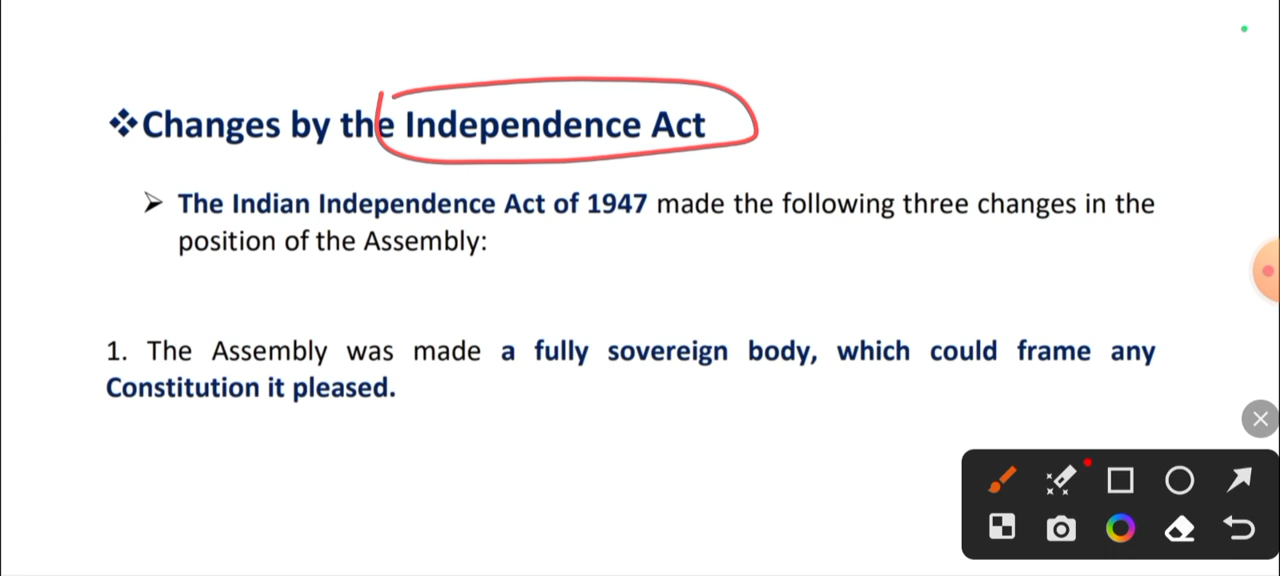 ❖Changes by the Independence Act
➢ The Indian Independence Act of 1947 made the following three changes in the
position of the Assembly:
1. The Assembly was made a fully sovereign body, which could frame any
Constitution it pleased.